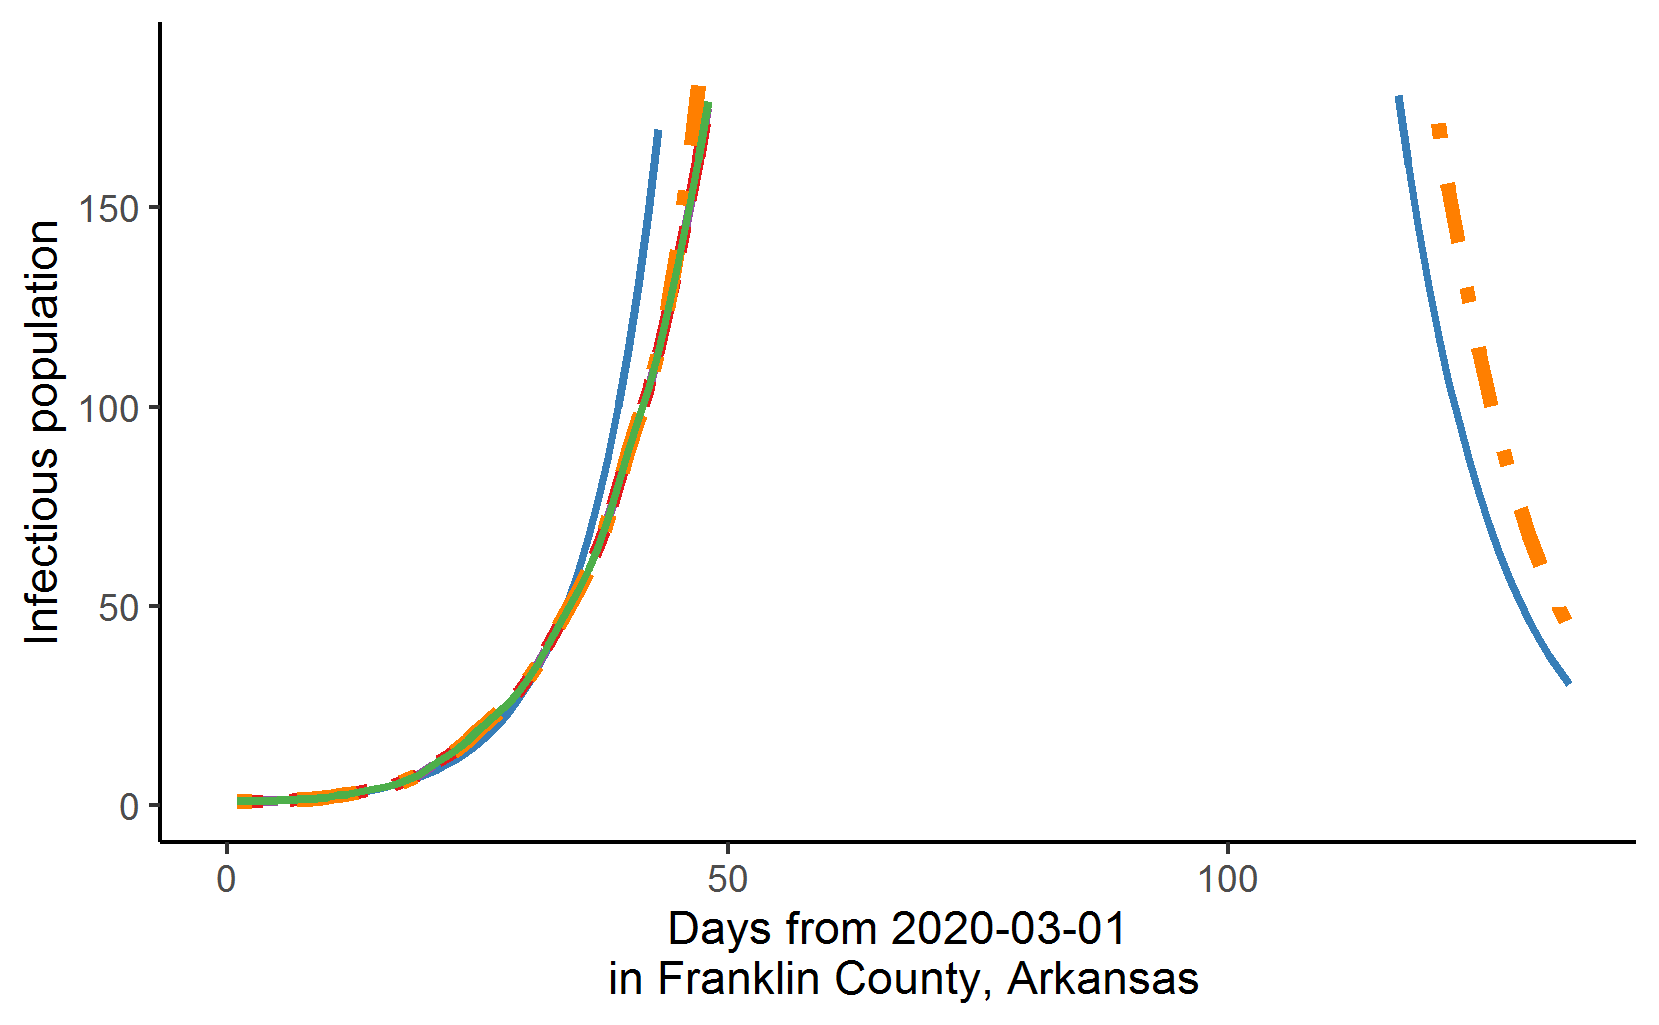 Infectious population
150
100
50
0
0 50 100
Days from 2020-03-01
in Franklin County, Arkansas